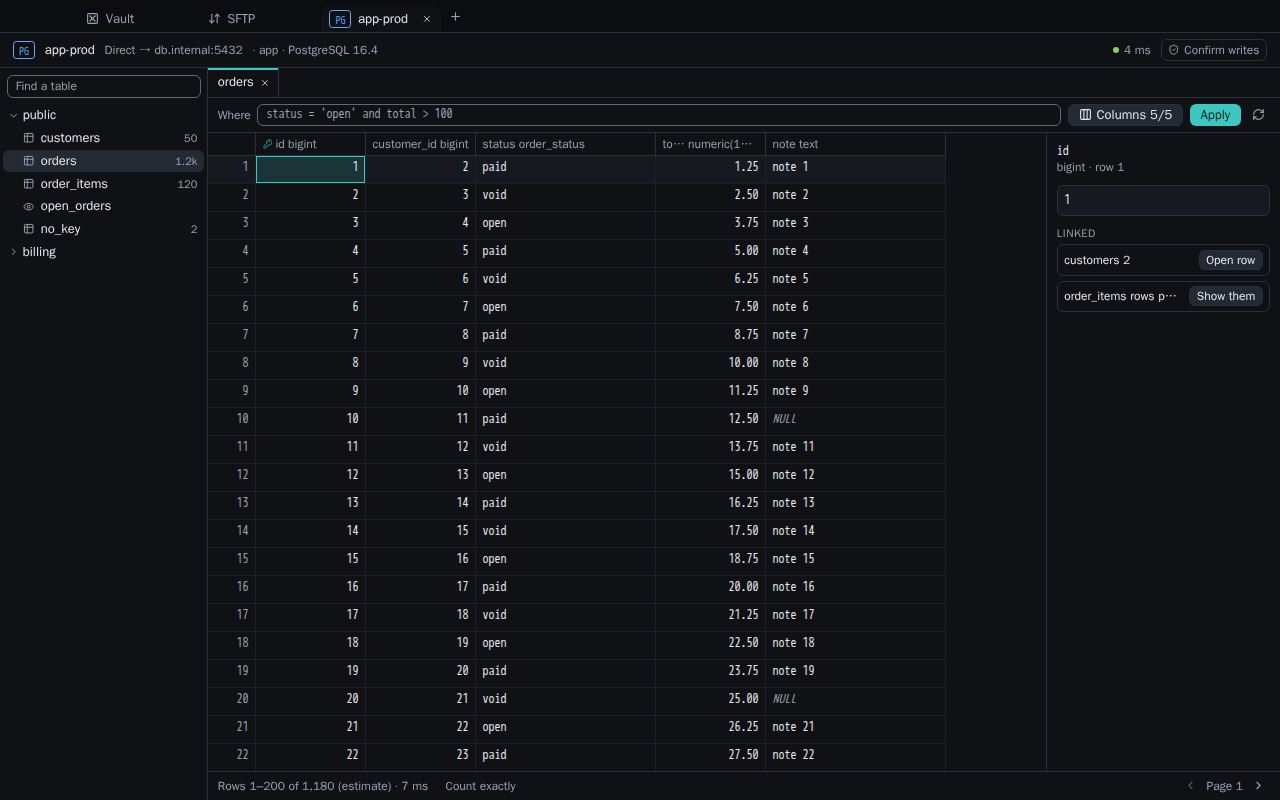 Vault
SFTP
PG app-prod
PG app-prod Direct → db.internal:5432 · app · PostgreSQL 16.4
4 ms
Confirm writes
Find a table
public
customers 50
orders 1.2k
order_items 120
open_orders
no_key 2
billing
orders
Where status = 'open' and total > 100
Columns 5/5
Apply
id bigint customer_id bigint status order_status to··· numeric(1··· note text
1 1 2 paid 1.25 note 1
2 2 3 void 2.50 note 2
3 3 4 open 3.75 note 3
4 4 5 paid 5.00 note 4
5 5 6 void 6.25 note 5
6 6 7 open 7.50 note 6
7 7 8 paid 8.75 note 7
8 8 9 void 10.00 note 8
9 9 10 open 11.25 note 9
10 10 11 paid 12.50 NULL
11 11 12 void 13.75 note 11
12 12 13 open 15.00 note 12
13 13 14 paid 16.25 note 13
14 14 15 void 17.50 note 14
15 15 16 open 18.75 note 15
16 16 17 paid 20.00 note 16
17 17 18 void 21.25 note 17
18 18 19 open 22.50 note 18
19 19 20 paid 23.75 note 19
20 20 21 void 25.00 NULL
21 21 22 open 26.25 note 21
22 22 23 paid 27.50 note 22
id
bigint · row 1
1
LINKED
customers 2 Open row
order_items rows p··· Show them
Rows 1–200 of 1,180 (estimate) · 7 ms Count exactly
Page 1